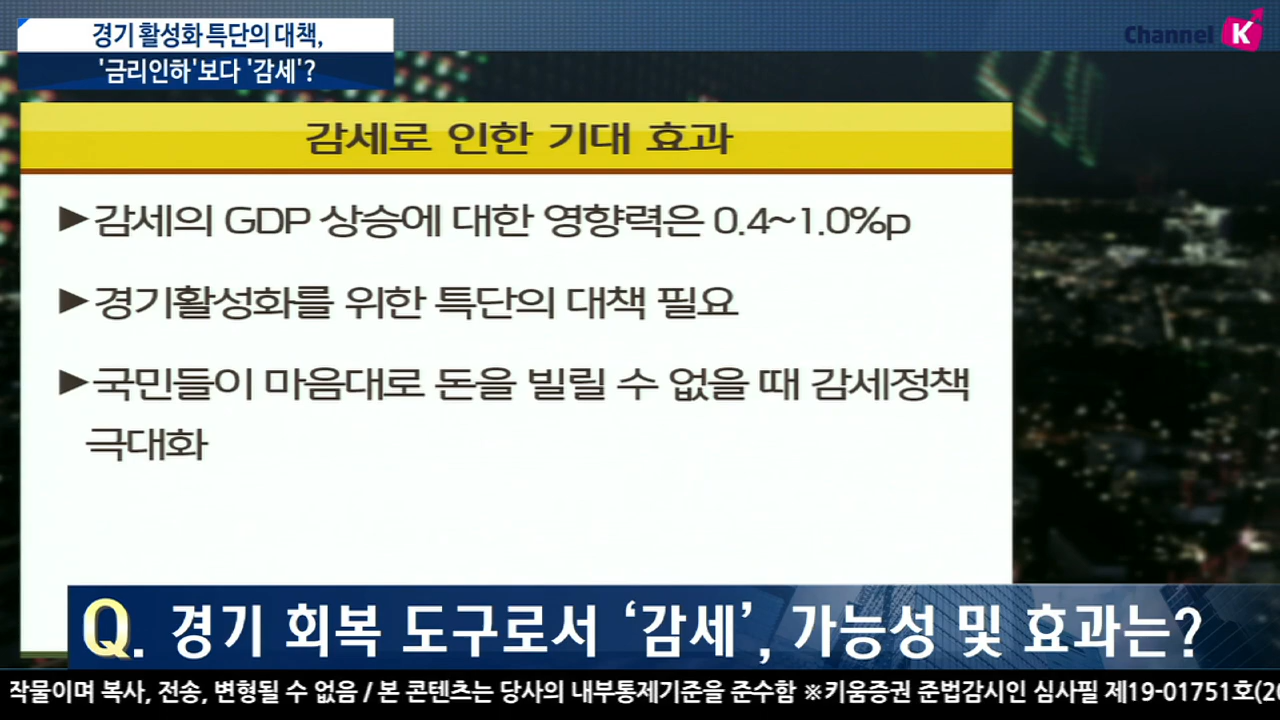 경기 활성화 특단의 대책,
'금리인하'보다 '감세'?
Channel K
감세로 인한 기대 효과
▶감세의 GDP 상승에 대한 영향력은 0.4~1.0%p
▶경기활성화를 위한 특단의 대책 필요
▶국민들이 마음대로 돈을 빌릴 수 없을 때 감세정책
극대화
Q. 경기 회복 도구로서 ‘감세’, 가능성 및 효과는?
작물이며 복사, 전송, 변형될 수 없음 / 본 콘텐츠는 당사의 내부통제기준을 준수함 ※키움증권 준법감시인 심사필 제19-01751호(20